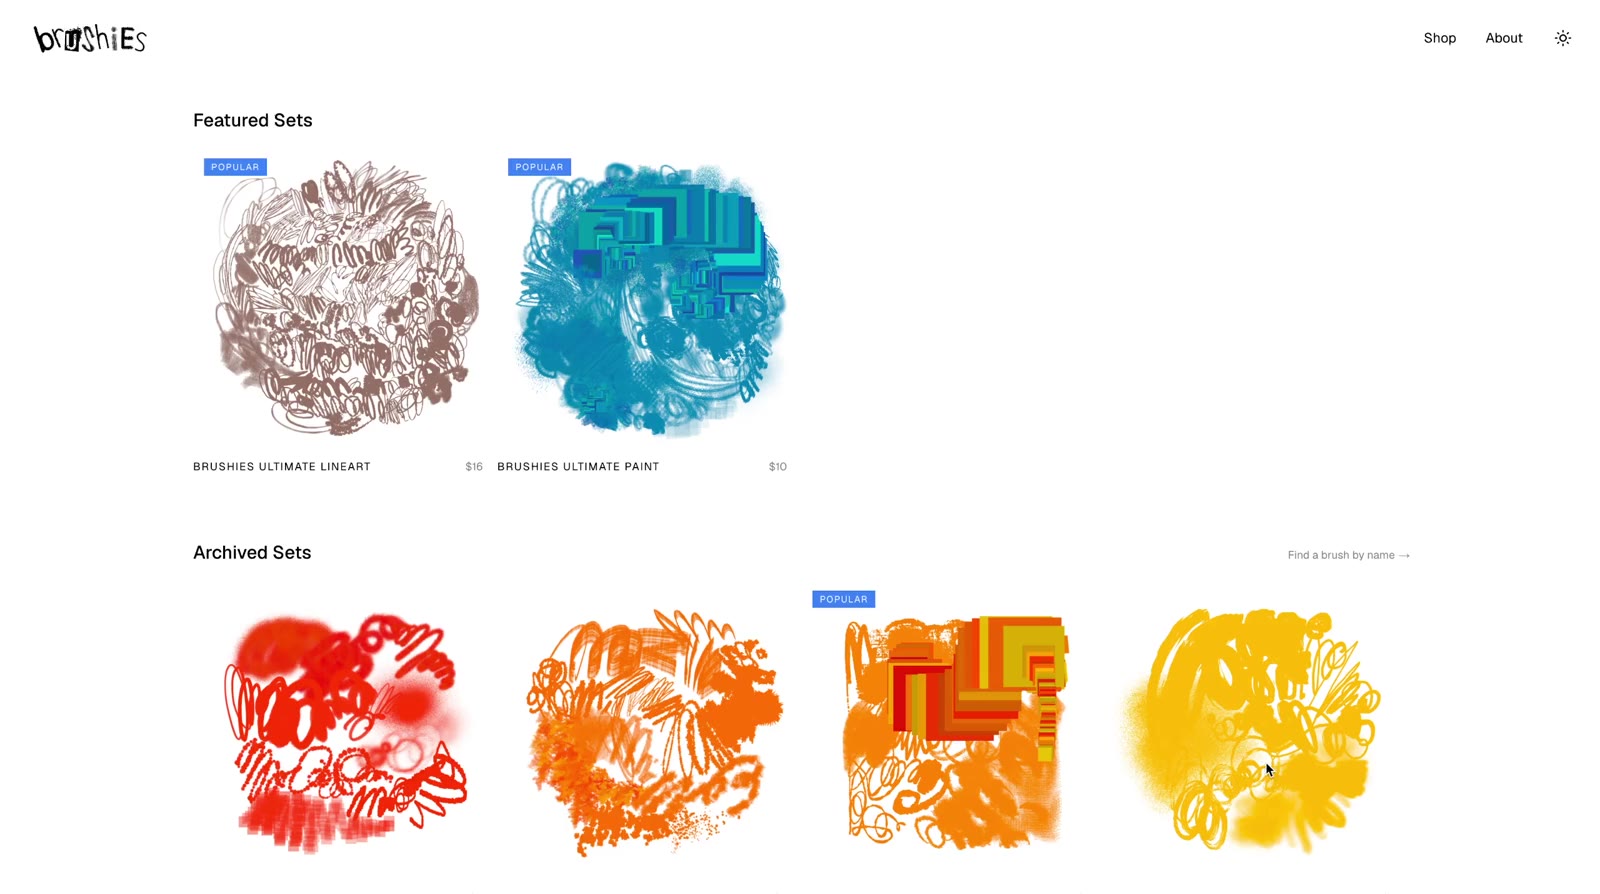 brushies
Shop About
Featured Sets
POPULAR
POPULAR
BRUSHIES ULTIMATE LINEART $16
BRUSHIES ULTIMATE PAINT $10
Archived Sets
Find a brush by name →
POPULAR